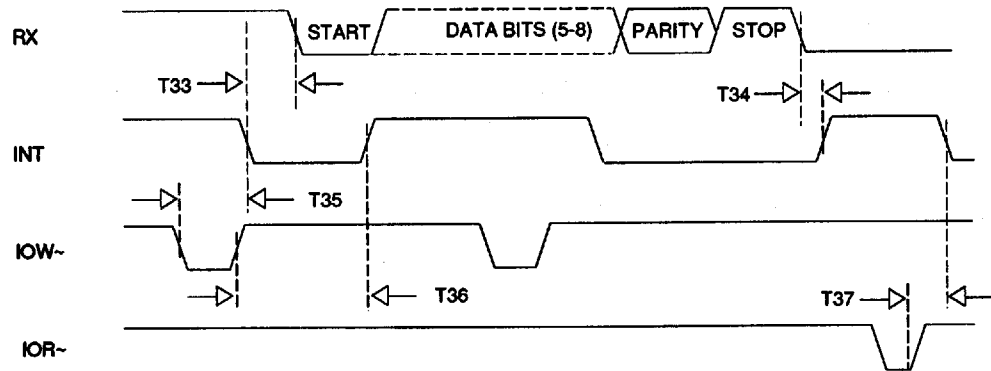 RX
START
DATA BITS (5-8)
PARITY
STOP
T33
T34
INT
T35
IOW~
T36
T37
IOR~